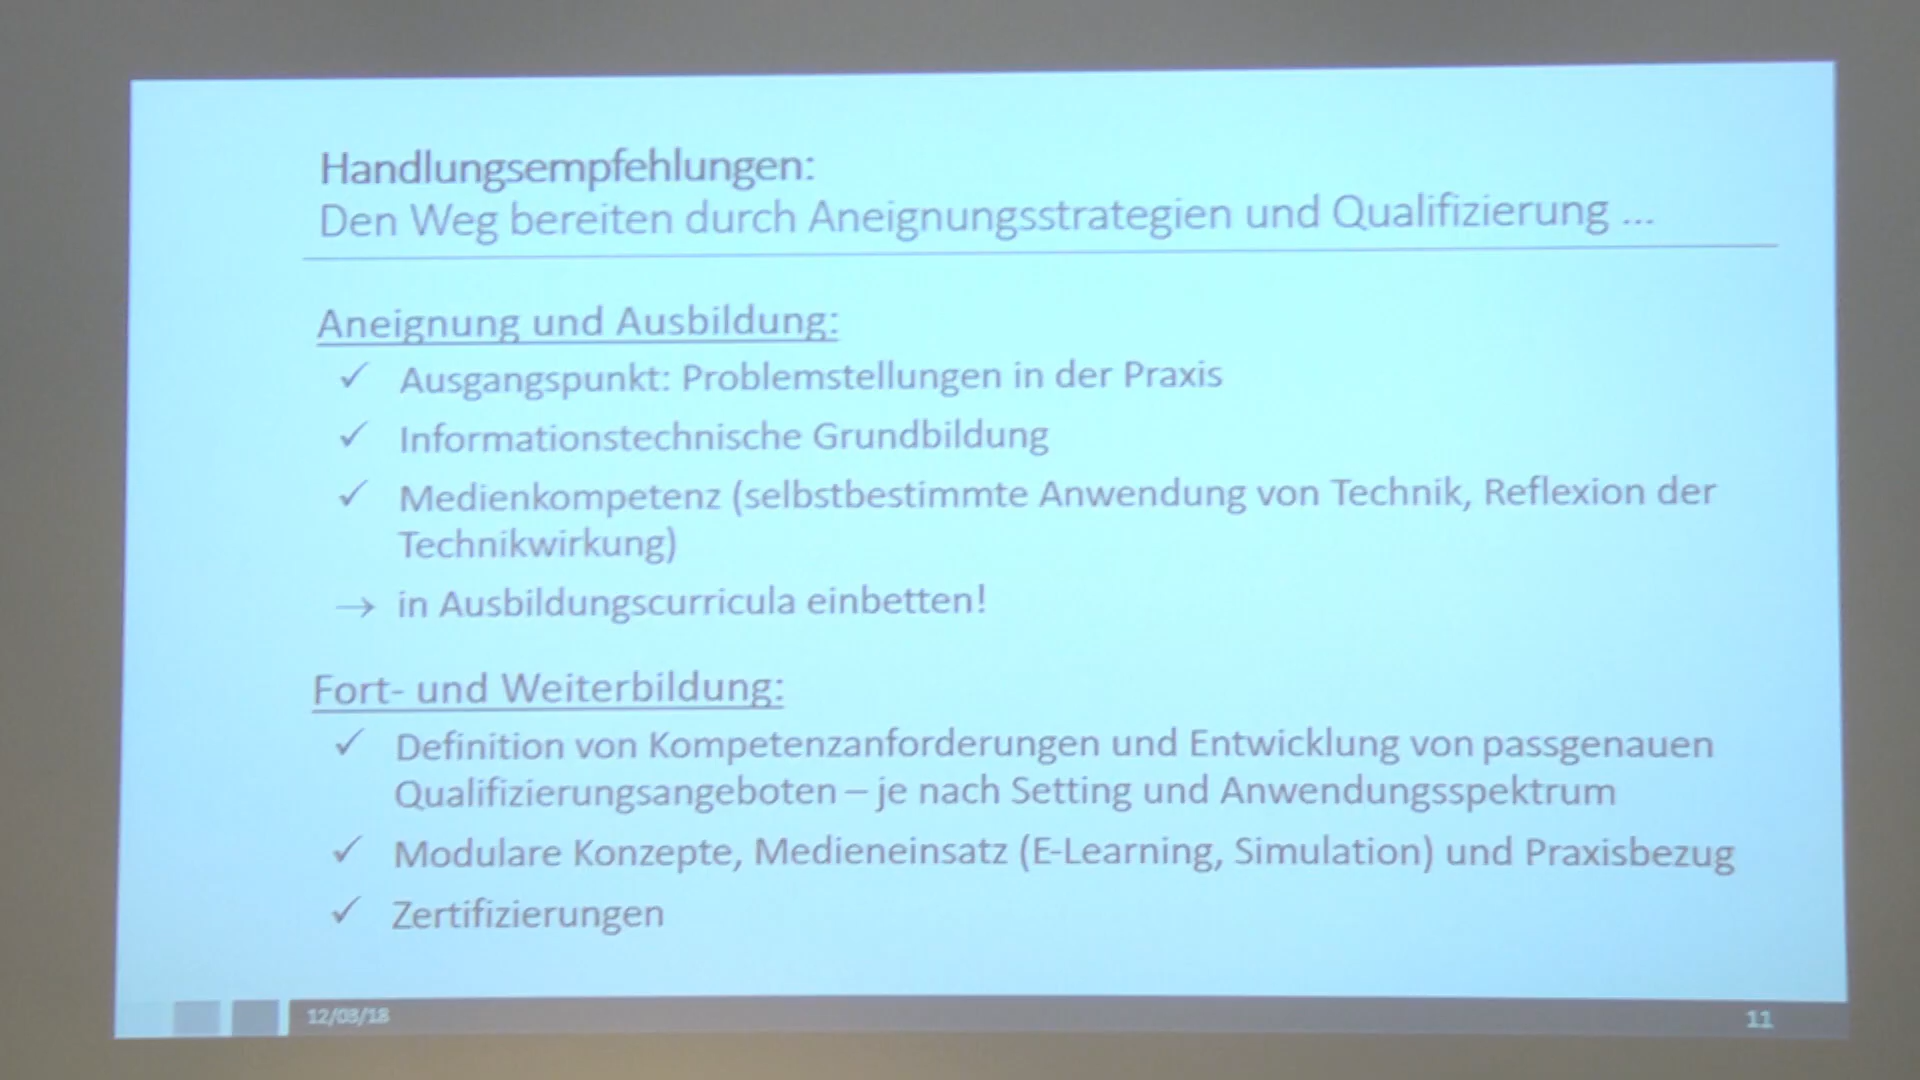 Handlungsempfehlungen:
Den Weg bereiten durch Aneignungsstrategien und Qualifizierung ...
Aneignung und Ausbildung:
✓ Ausgangspunkt: Problemstellungen in der Praxis
✓ Informationstechnische Grundbildung
✓ Medienkompetenz (selbstbestimmte Anwendung von Technik, Reflexion der
Technikwirkung)
→ in Ausbildungscurricula einbetten!
Fort- und Weiterbildung:
✓ Definition von Kompetenzanforderungen und Entwicklung von passgenauen
Qualifizierungsangeboten – je nach Setting und Anwendungsspektrum
✓ Modulare Konzepte, Medieneinsatz (E-Learning, Simulation) und Praxisbezug
✓ Zertifizierungen
12/03/18
11